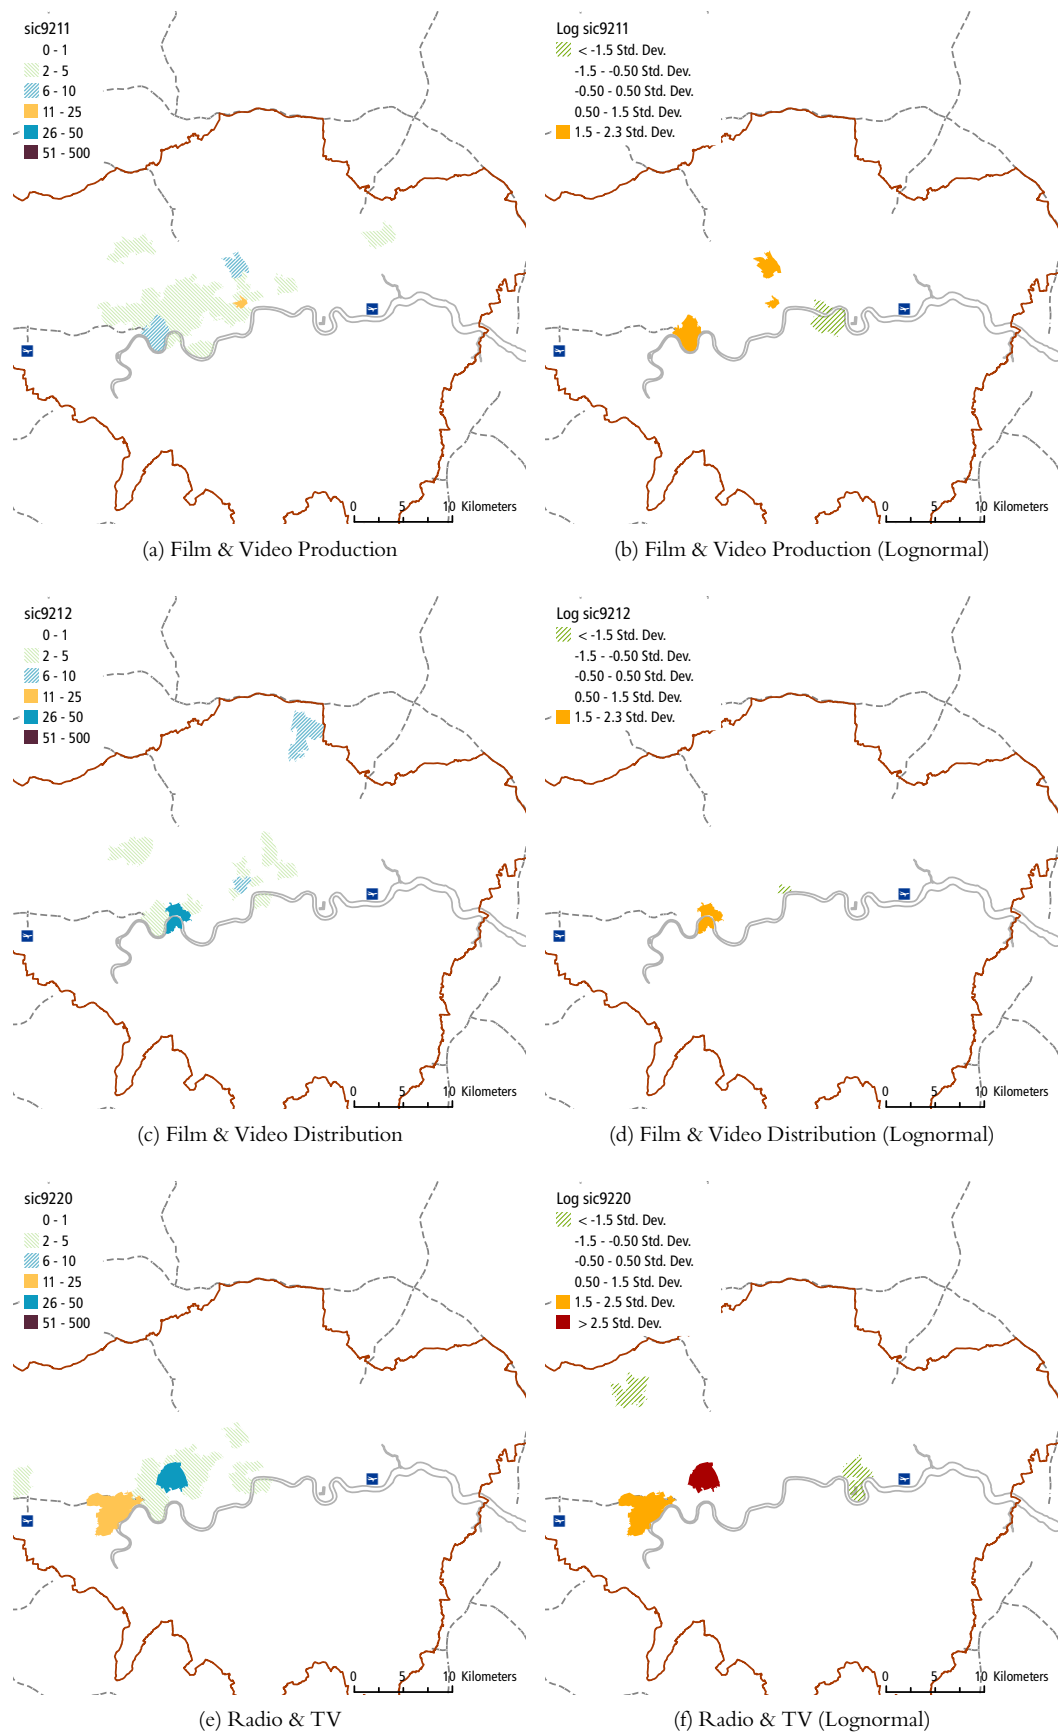 sic9211
0 - 1
2 - 5
6 - 10
11 - 25
26 - 50
51 - 500
0 5 10 Kilometers
(a) Film & Video Production
Log sic9211
< -1.5 Std. Dev.
-1.5 - -0.50 Std. Dev.
-0.50 - 0.50 Std. Dev.
0.50 - 1.5 Std. Dev.
1.5 - 2.3 Std. Dev.
0 5 10 Kilometers
(b) Film & Video Production (Lognormal)
sic9212
0 - 1
2 - 5
6 - 10
11 - 25
26 - 50
51 - 500
0 5 10 Kilometers
(c) Film & Video Distribution
Log sic9212
< -1.5 Std. Dev.
-1.5 - -0.50 Std. Dev.
-0.50 - 0.50 Std. Dev.
0.50 - 1.5 Std. Dev.
1.5 - 2.3 Std. Dev.
0 5 10 Kilometers
(d) Film & Video Distribution (Lognormal)
sic9220
0 - 1
2 - 5
6 - 10
11 - 25
26 - 50
51 - 500
0 5 10 Kilometers
(e) Radio & TV
Log sic9220
< -1.5 Std. Dev.
-1.5 - -0.50 Std. Dev.
-0.50 - 0.50 Std. Dev.
0.50 - 1.5 Std. Dev.
1.5 - 2.5 Std. Dev.
> 2.5 Std. Dev.
0 5 10 Kilometers
(f) Radio & TV (Lognormal)